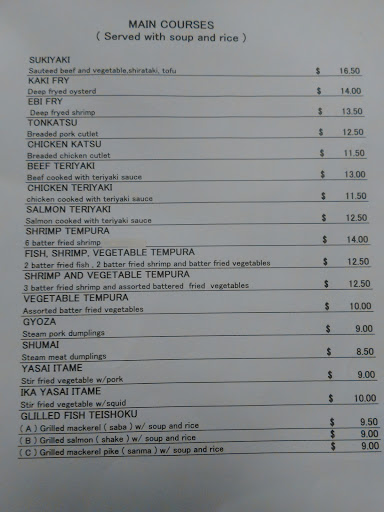 MAIN COURSES
( Served with soup and rice )
SUKIYAKI
Sauteed beef and vegetable,shirataki, tofu $ 16.50
KAKI FRY
Deep fryed oysterd $ 14.00
EBI FRY
Deep fryed shrimp $ 13.50
TONKATSU
Breaded pork cutlet $ 12.50
CHICKEN KATSU
Breaded chicken cutlet $ 11.50
BEEF TERIYAKI
Beef cooked with teriyaki sauce $ 13.00
CHICKEN TERIYAKI
chicken cooked with teriyaki sauce $ 11.50
SALMON TERIYAKI
Salmon cooked with teriyaki sauce $ 12.50
SHRIMP TEMPURA
6 batter fried shrimp $ 14.00
FISH, SHRIMP, VEGETABLE TEMPURA
2 batter fried fish , 2 batter fried shrimp and batter fried vegetables $ 12.50
SHRIMP AND VEGETABLE TEMPURA
3 batter fried shrimp and assorted battered fried vegetables $ 12.50
VEGETABLE TEMPURA
Assorted batter fried vegetables $ 10.00
GYOZA
Steam pork dumplings $ 9.00
SHUMAI
Steam meat dumplings $ 8.50
YASAI ITAME
Stir fried vegetable w/pork $ 9.00
IKA YASAI ITAME
Stir fried vegetable w/squid $ 10.00
GLILLED FISH TEISHOKU
( A ) Grilled mackerel ( saba ) w/ soup and rice $ 9.50
( B ) Grilled salmon ( shake ) w/ soup and rice $ 9.00
( C ) Grilled mackerel pike ( sanma ) w/ soup and rice $ 9.00